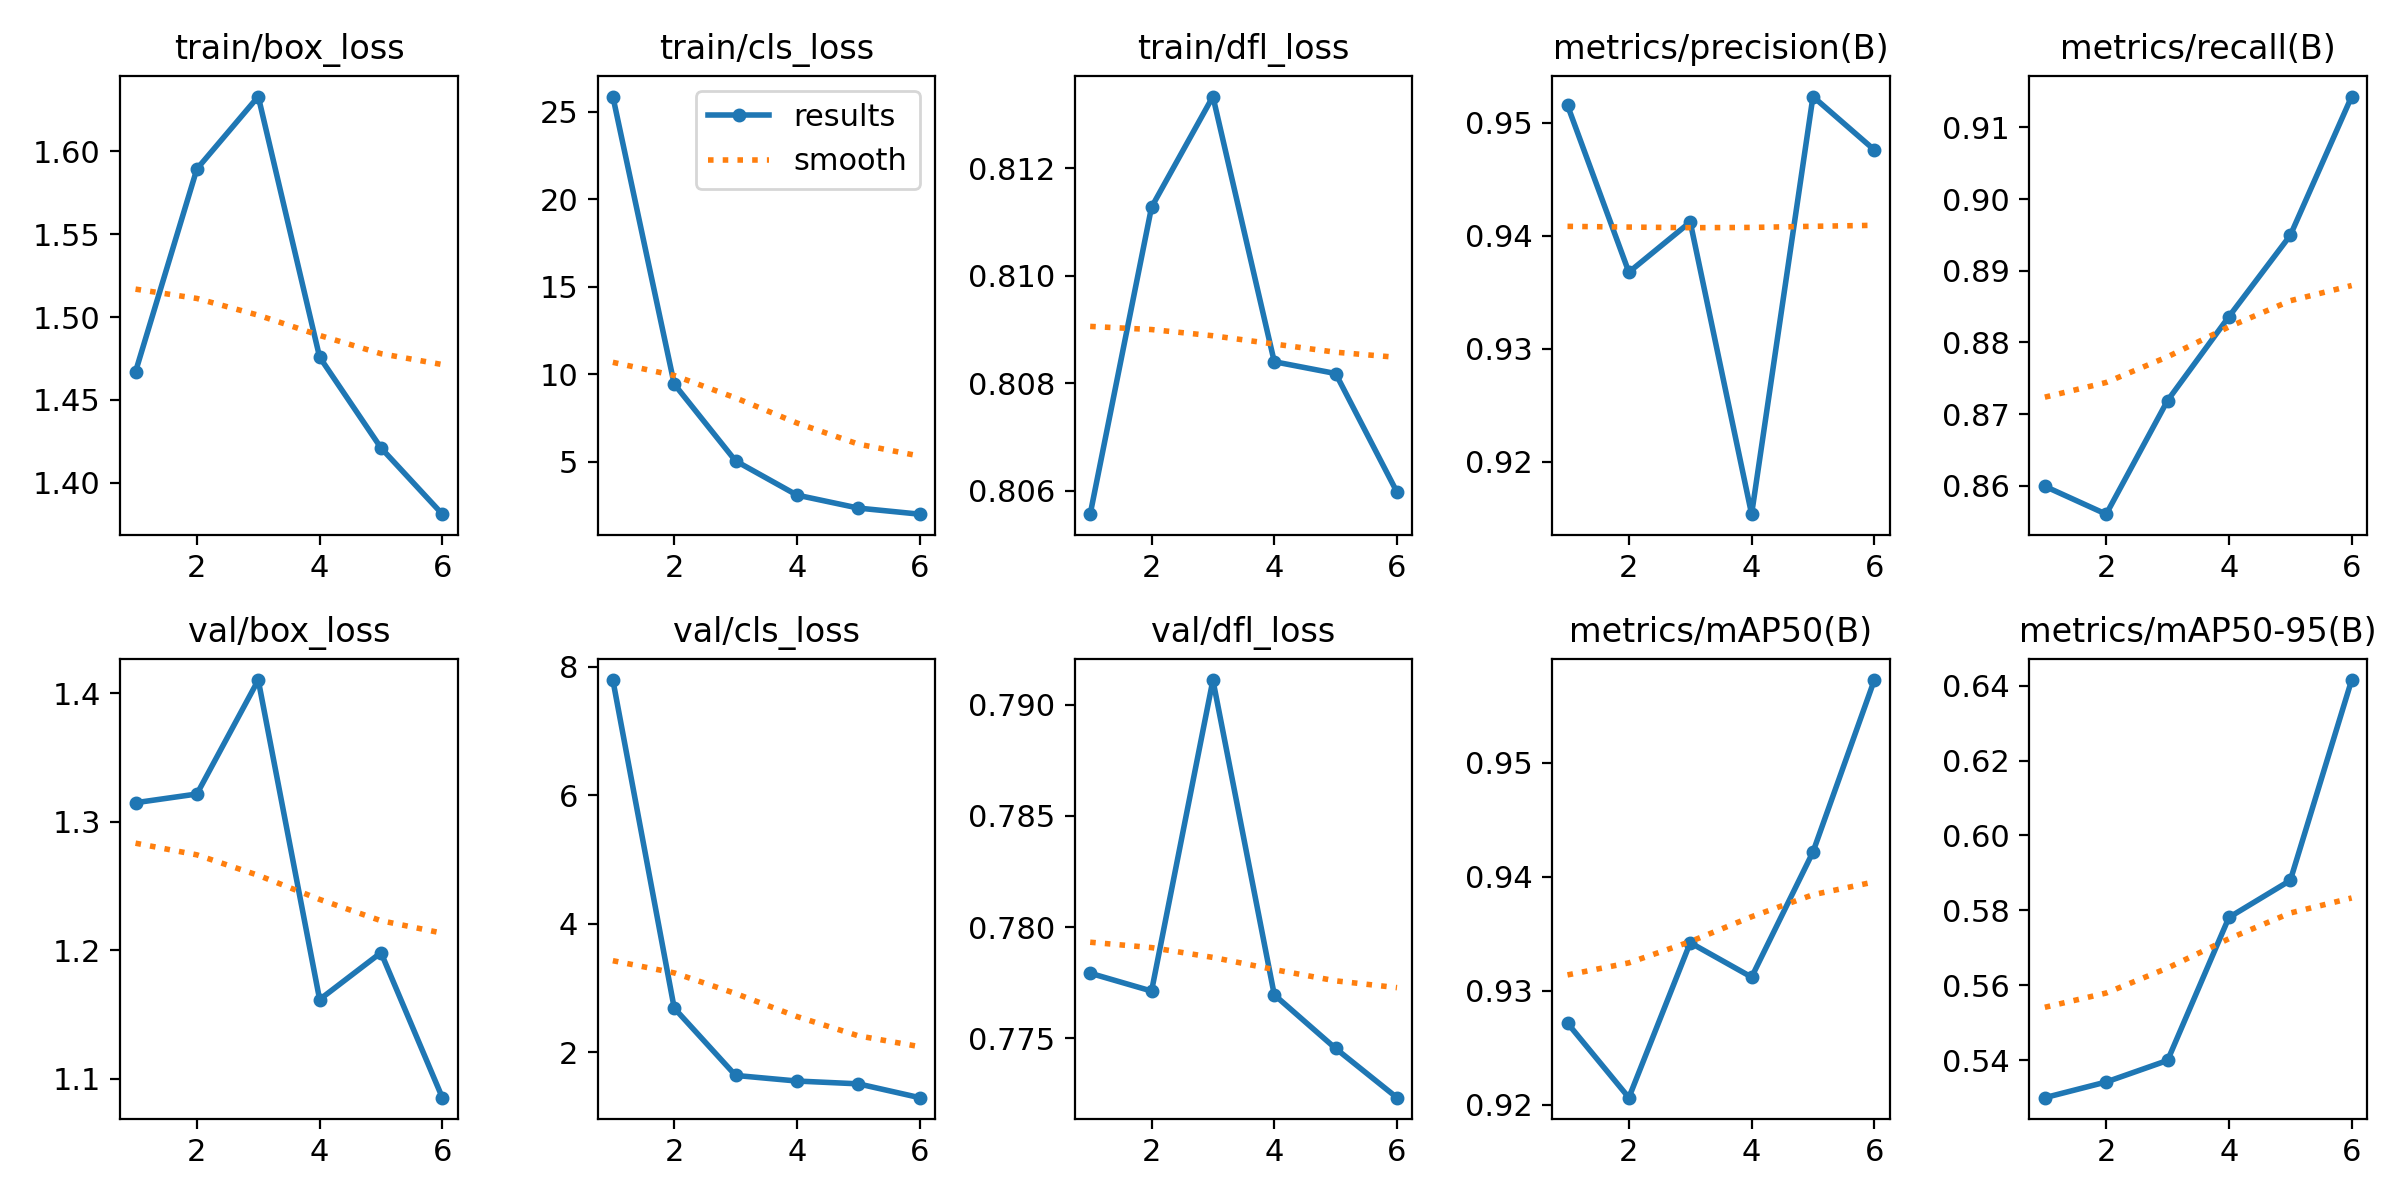 train/box_loss
1.60
1.55
1.50
1.45
1.40
2 4 6
train/cls_loss
25
20
15
10
5
results
smooth
2 4 6
train/dfl_loss
0.812
0.810
0.808
0.806
2 4 6
metrics/precision(B)
0.95
0.94
0.93
0.92
2 4 6
metrics/recall(B)
0.91
0.90
0.89
0.88
0.87
0.86
2 4 6
val/box_loss
1.4
1.3
1.2
1.1
2 4 6
val/cls_loss
8
6
4
2
2 4 6
val/dfl_loss
0.790
0.785
0.780
0.775
2 4 6
metrics/mAP50(B)
0.95
0.94
0.93
0.92
2 4 6
metrics/mAP50-95(B)
0.64
0.62
0.60
0.58
0.56
0.54
2 4 6